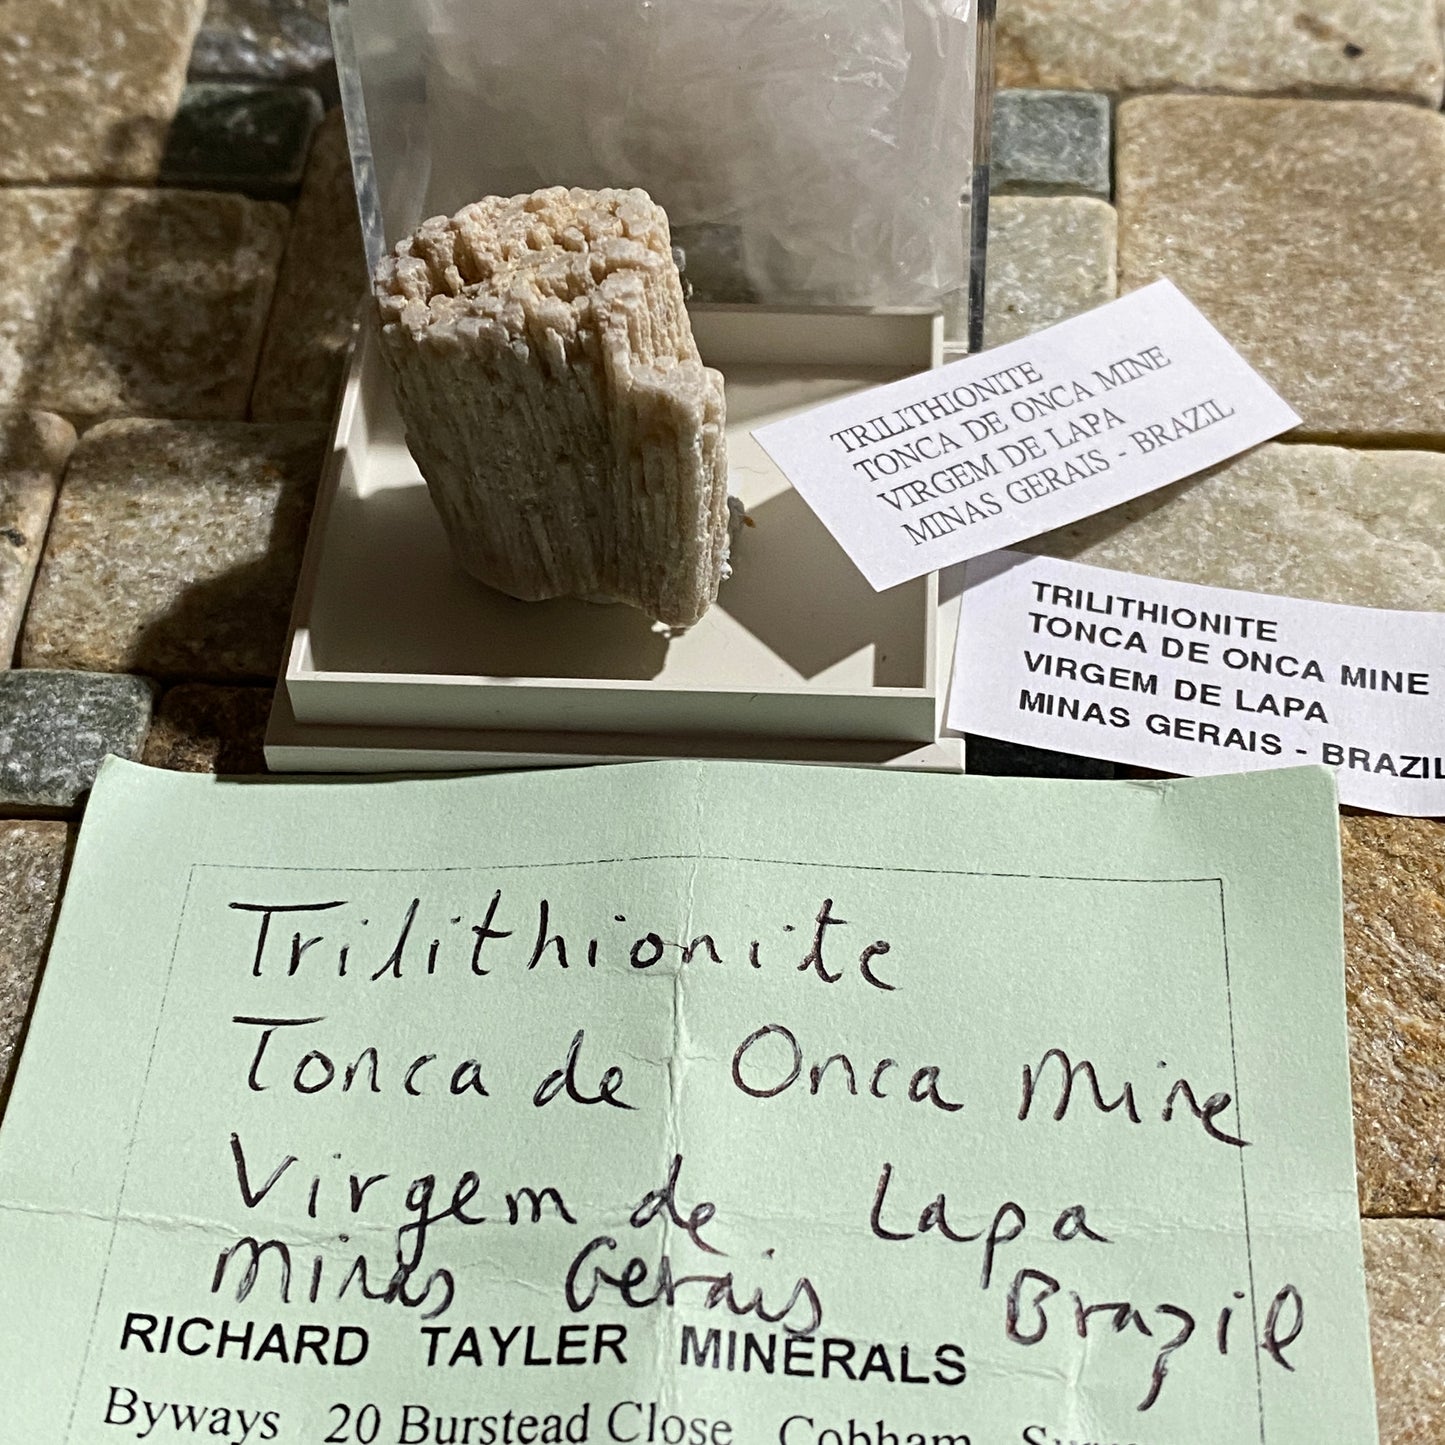 TRILITHIONITE
TONCA DE ONCA MINE
VIRGEM DE LAPA
MINAS GERAIS - BRAZIL
TRILITHIONITE
TONCA DE ONCA MINE
VIRGEM DE LAPA
MINAS GERAIS - BRAZIL
Trilithionite
Tonca de Onca Mine
Virgem de Lapa
Minas Gerais Brazil
RICHARD TAYLER MINERALS
Byways 20 Burstead Close Cobham